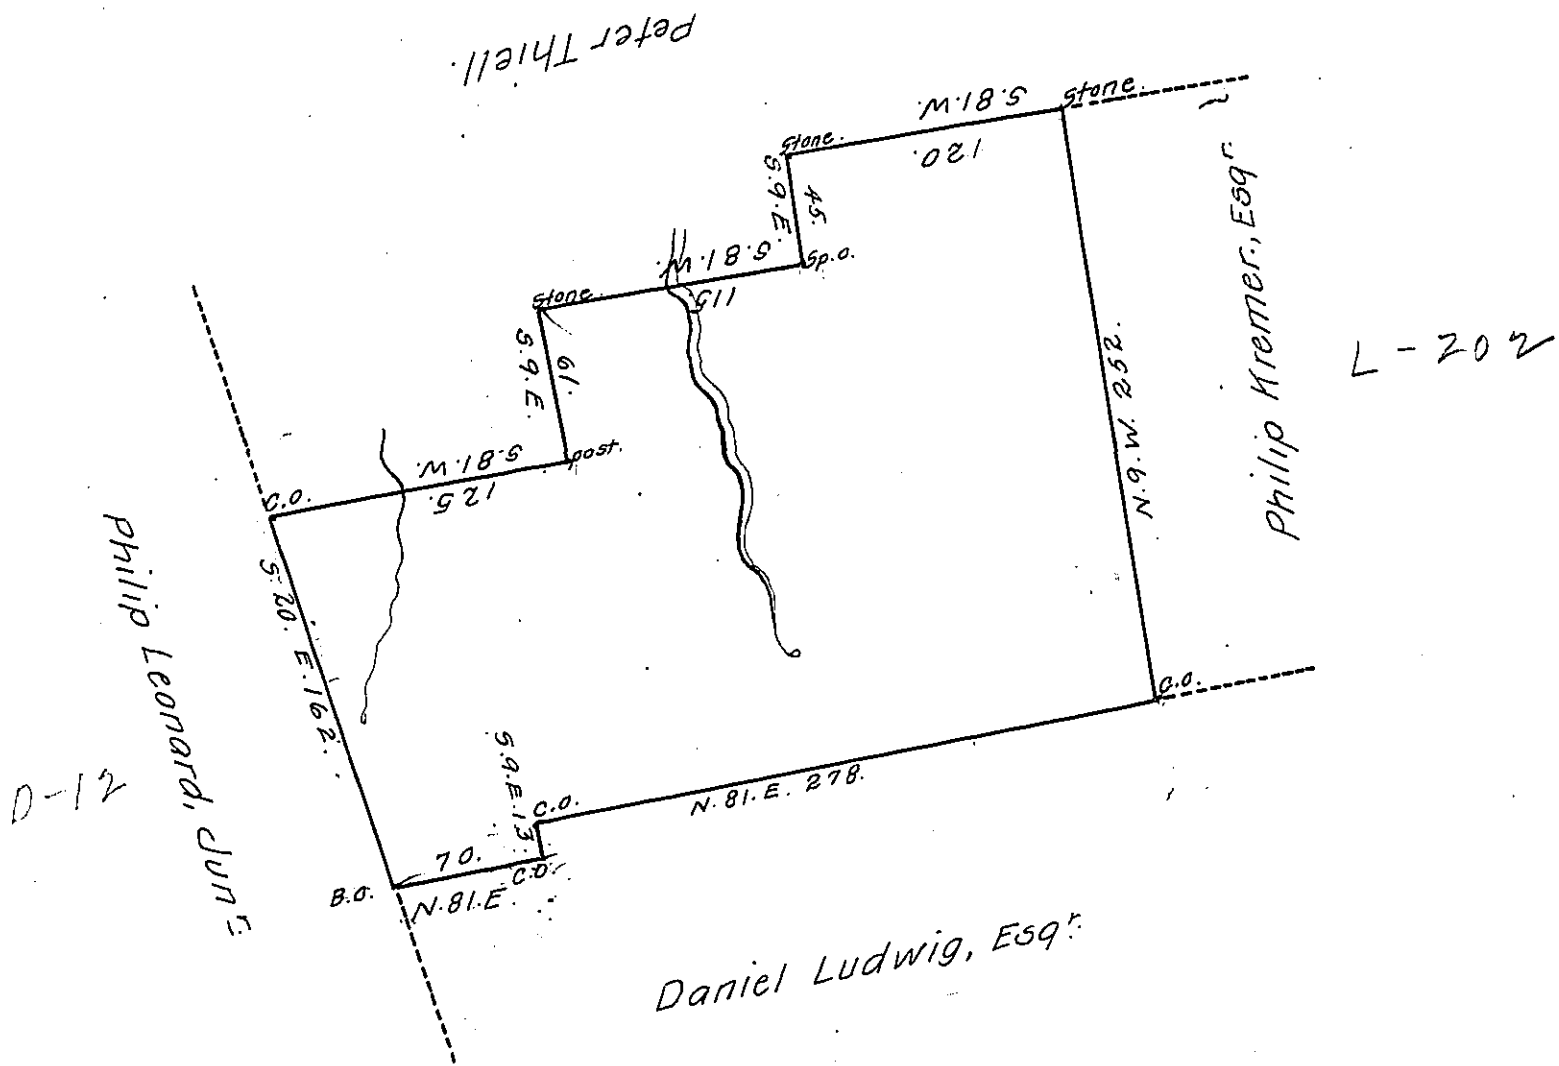 Peter Thiell.
S.81.W.
120.
Stone.
Stone.
S.9.E.
45.
S.81.W.
115
Sp.o.
Stone.
S.9.E.
61.
S.81.W.
125.
post.
C.O.
S.20.E.162.
Philip Leonard, Junr.
D-12
B.O.
70.
N.81.E.
C.O.
S.9.E.13.
C.O.
N.81.E. 278.
C.O.
N.9.W. 252.
Philip Kremer., Esqr.
L-202
Daniel Ludwig, Esqr.